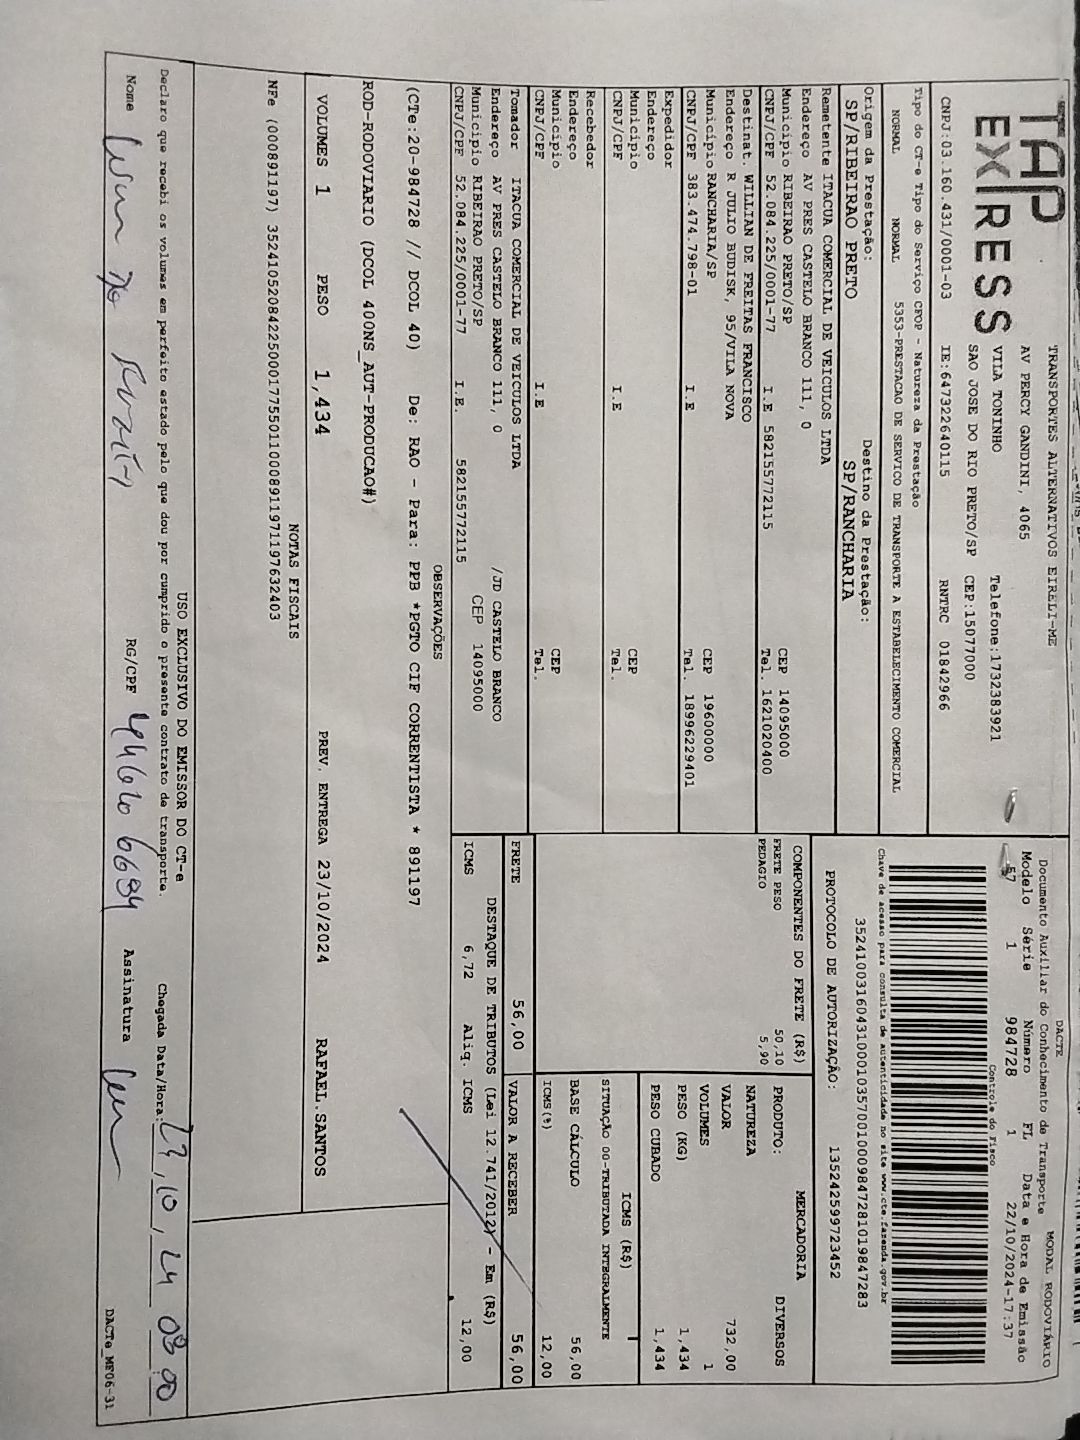 TAP
EXPRESS
TRANSPORTES ALTERNATIVOS EIRELI-ME
AV PERCY GANDINI, 4065
VILA TONINHO Telefone:1732383921
SAO JOSE DO RIO PRETO/SP CEP:15077000
CNPJ:03.160.431/0001-03 IE:647322640115 RNTRC 01842966
DACTE MODAL RODOVIÁRIO
Documento Auxiliar do Conhecimento de Transporte
Modelo Série Número FL Data e Hora de Emissão
57 1 984728 1 22/10/2024-17:37
Controle do Fisco
Chave de acesso para consulta de autenticidade no site www.cte.fazenda.gov.br
35241003160431000103570010009847281019847283
PROTOCOLO DE AUTORIZAÇÃO: 135242599723452
Tipo do CT-e Tipo do Serviço CFOP - Natureza da Prestação
NORMAL NORMAL 5353-PRESTACAO DE SERVICO DE TRANSPORTE A ESTABELECIMENTO COMERCIAL
Origem da Prestação: Destino da Prestação:
SP/RIBEIRAO PRETO SP/RANCHARIA
Remetente ITACUA COMERCIAL DE VEICULOS LTDA
Endereço AV PRES CASTELO BRANCO 111, 0
Município RIBEIRAO PRETO/SP CEP 14095000
CNPJ/CPF 52.084.225/0001-77 I.E 582155772115 Tel. 1621020400
Destinat. WILLIAN DE FREITAS FRANCISCO
Endereço R JULIO BUDISK, 95/VILA NOVA
Município RANCHARIA/SP CEP 19600000
CNPJ/CPF 383.474.798-01 I.E Tel. 18996229401
Expedidor
Endereço
Município CEP
CNPJ/CPF I.E Tel.
Recebedor
Endereço
Município CEP
CNPJ/CPF I.E Tel.
Tomador ITACUA COMERCIAL DE VEICULOS LTDA
Endereço AV PRES CASTELO BRANCO 111, 0 /JD CASTELO BRANCO
Município RIBEIRAO PRETO/SP CEP 14095000
CNPJ/CPF 52.084.225/0001-77 I.E. 582155772115
COMPONENTES DO FRETE (R$)
FRETE PESO 50,10
PEDAGIO 5,90
MERCADORIA
PRODUTO: DIVERSOS
NATUREZA
VALOR 732,00
VOLUMES 1
PESO (KG) 1,434
PESO CUBADO 1,434
ICMS (R$)
SITUAÇÃO 00-TRIBUTADA INTEGRALMENTE
BASE CÁLCULO 56,00
ICMS(%) 12,00
FRETE 56,00 VALOR A RECEBER 56,00
DESTAQUE DE TRIBUTOS (Lei 12.741/2012) - Em (R$)
ICMS 6,72 Alíq. ICMS 12,00
OBSERVAÇÕES
(CTe:20-984728 // DCOL 40) De: RAO - Para: PPB *PGTO CIF CORRENTISTA * 891197
ROD-RODOVIARIO (DCOL 400NS_AUT-PRODUCAO#)
VOLUMES 1 PESO 1,434 PREV. ENTREGA 23/10/2024 RAFAEL.SANTOS
NOTAS FISCAIS
NFe (000891197) 35241052084225000177550110008911971197632403
USO EXCLUSIVO DO EMISSOR DO CT-e
Declaro que recebi os volumes em perfeito estado pelo que dou por cumprido o presente contrato de transporte. Chegada Data/Hora: 23,10,24 08:00
Nome RG/CPF Assinatura
DACTe_MF06-31